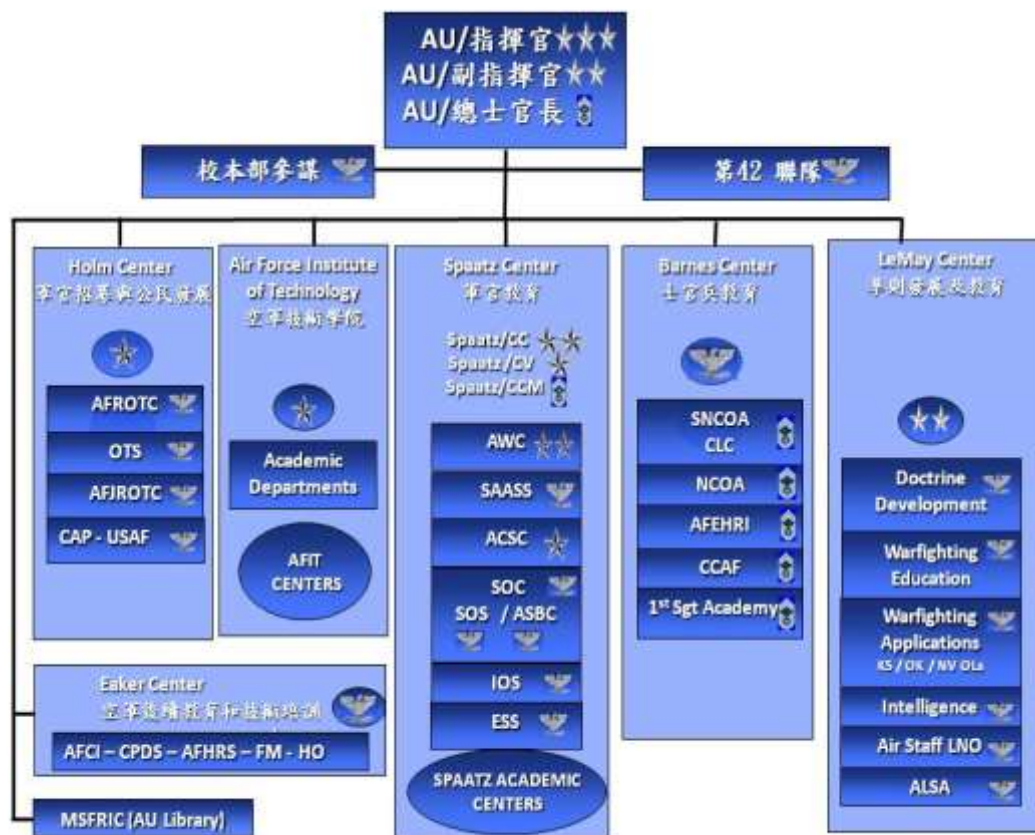 AU/指揮官
AU/副指揮官
AU/總士官長
校本部參謀
第42 聯隊
Holm Center
軍官招募與公民發展
AFROTC
OTS
AFJROTC
CAP - USAF
Air Force Institute
of Technology
空軍技術學院
Academic
Departments
AFIT
CENTERS
Spaatz Center
軍官教育
Spaatz/CC
Spaatz/CV
Spaatz/CCM
AWC
SAASS
ACSC
SOC
SOS / ASBC
IOS
ESS
SPAATZ ACADEMIC
CENTERS
Barnes Center
士官兵教育
SNCOA
CLC
NCOA
AFEHRI
CCAF
1st Sgt Academy
LeMay Center
準則發展及教育
Doctrine
Development
Warfighting
Education
Warfighting
Applications
KS / OK / NV OLs
Intelligence
Air Staff LNO
ALSA
Eaker Center
空軍後續教育和技術培訓
AFCI – CPDS – AFHRS – FM - HO
MSFRIC (AU Library)